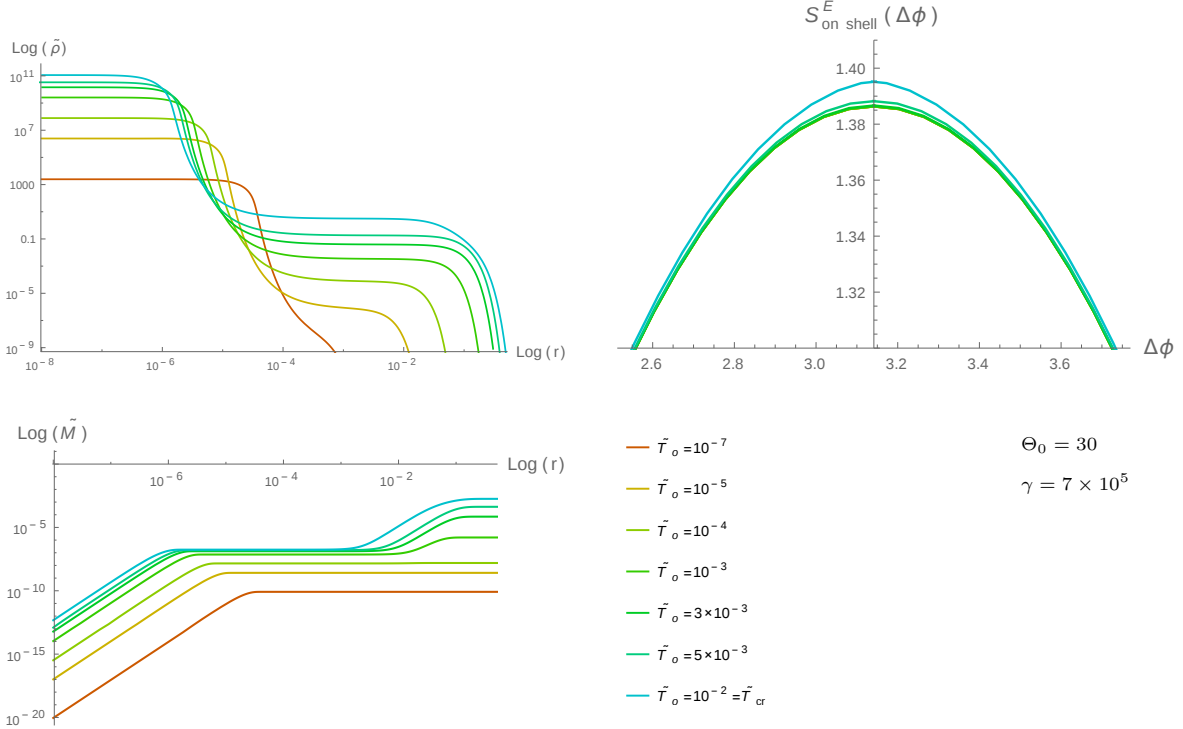 Log(ρ̃)
10^11
10^7
1000
0.1
10^-5
10^-9
10^-8
10^-6
10^-4
10^-2
Log(r)
S^E_on shell(Δϕ)
1.40
1.38
1.36
1.34
1.32
2.6
2.8
3.0
3.2
3.4
3.6
Δϕ
Log(M̃)
10^-6
10^-4
10^-2
Log(r)
10^-5
10^-10
10^-15
10^-20
T̃_o=10^-7
T̃_o=10^-5
T̃_o=10^-4
T̃_o=10^-3
T̃_o=3×10^-3
T̃_o=5×10^-3
T̃_o=10^-2=T̃_cr
Θ_0 = 30
γ = 7 × 10^5